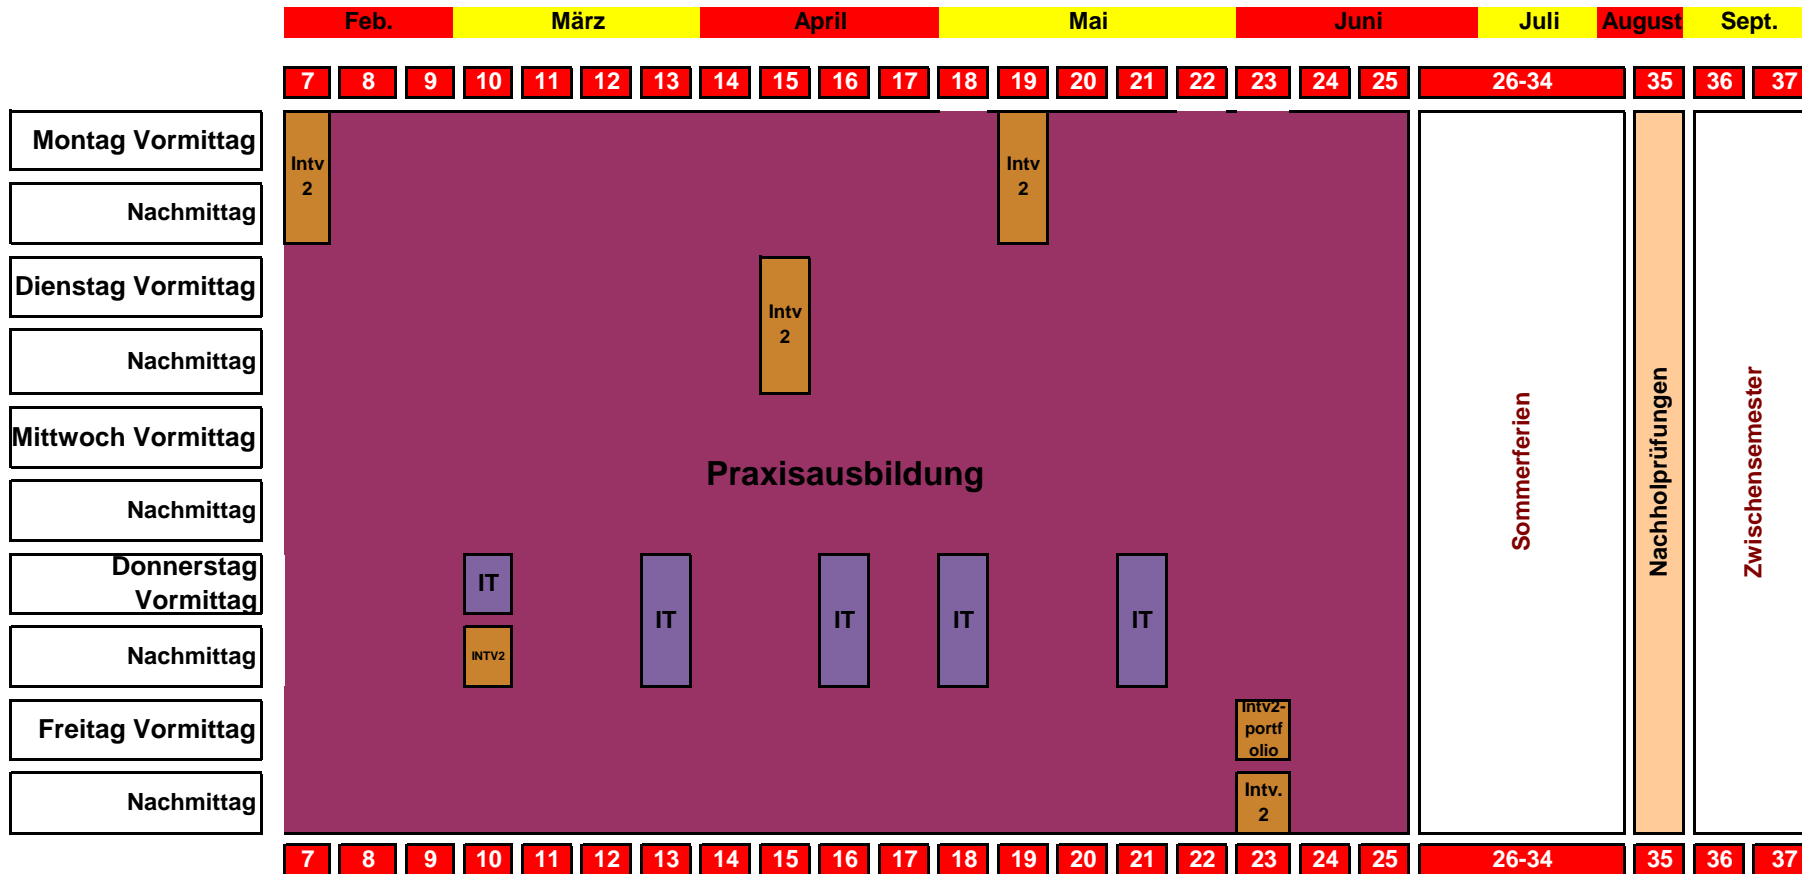 Feb. März April Mai Juni Juli August Sept.
7 8 9 10 11 12 13 14 15 16 17 18 19 20 21 22 23 24 25 26-34 35 36 37
Montag Vormittag
Nachmittag
Dienstag Vormittag
Nachmittag
Mittwoch Vormittag
Nachmittag
Donnerstag
Vormittag
Nachmittag
Freitag Vormittag
Nachmittag
Intv
2
Intv
2
Intv
2
Praxisausbildung
IT
INTV2
IT
IT
IT
IT
Intv2-
portf
olio
Intv.
2
Sommerferien
Nachholprüfungen
Zwischensemester
7 8 9 10 11 12 13 14 15 16 17 18 19 20 21 22 23 24 25 26-34 35 36 37